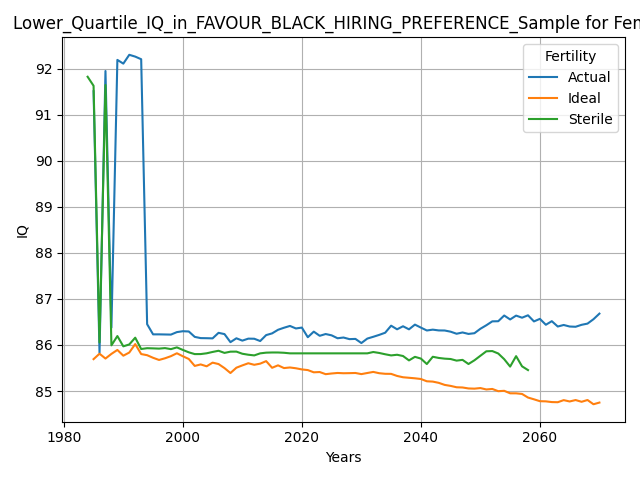 Lower_Quartile_IQ_in_FAVOUR_BLACK_HIRING_PREFERENCE_Sample for Fem
Fertility
Actual
Ideal
Sterile
92
91
90
89
88
87
86
85
IQ
1980
2000
2020
2040
2060
Years